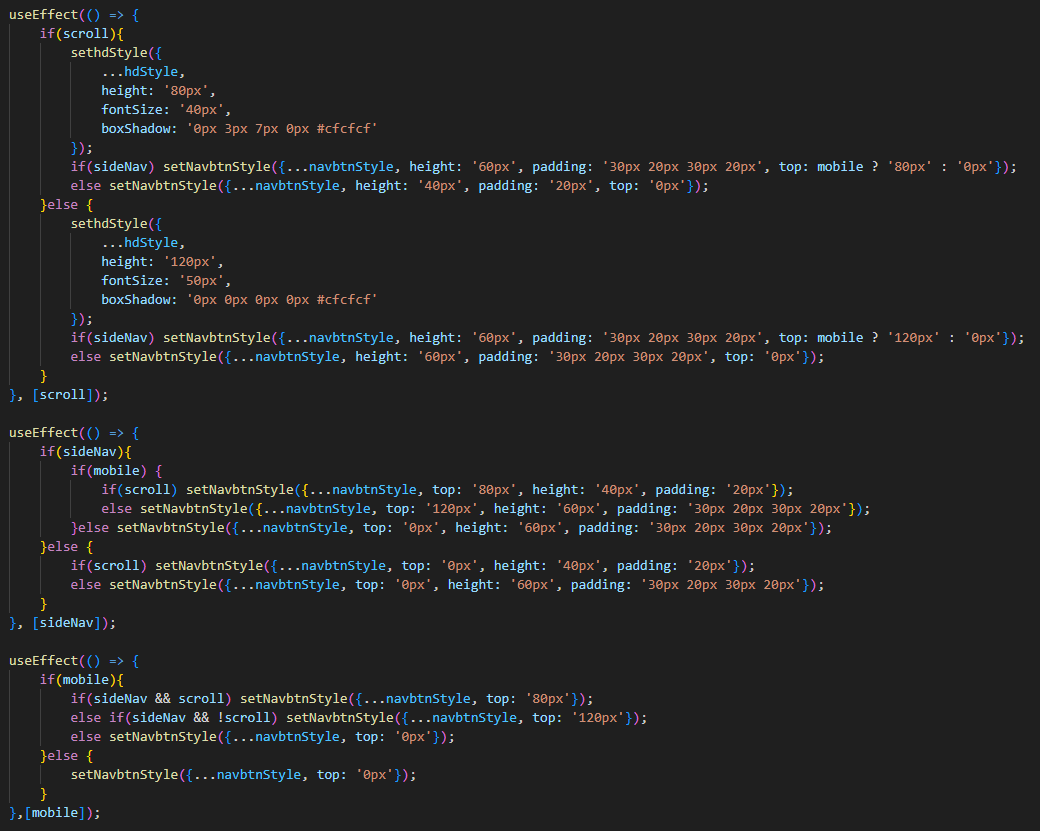 useEffect(() => {
    if(scroll){
        sethdStyle({
            ...hdStyle,
            height: '80px',
            fontSize: '40px',
            boxShadow: '0px 3px 7px 0px #cfcfcf'
        });
        if(sideNav) setNavbtnStyle({...navbtnStyle, height: '60px', padding: '30px 20px 30px 20px', top: mobile ? '80px' : '0px'});
        else setNavbtnStyle({...navbtnStyle, height: '40px', padding: '20px', top: '0px'});
    }else {
        sethdStyle({
            ...hdStyle,
            height: '120px',
            fontSize: '50px',
            boxShadow: '0px 0px 0px 0px #cfcfcf'
        });
        if(sideNav) setNavbtnStyle({...navbtnStyle, height: '60px', padding: '30px 20px 30px 20px', top: mobile ? '120px' : '0px'});
        else setNavbtnStyle({...navbtnStyle, height: '60px', padding: '30px 20px 30px 20px', top: '0px'});
    }
}, [scroll]);

useEffect(() => {
    if(sideNav){
        if(mobile) {
            if(scroll) setNavbtnStyle({...navbtnStyle, top: '80px', height: '40px', padding: '20px'});
            else setNavbtnStyle({...navbtnStyle, top: '120px', height: '60px', padding: '30px 20px 30px 20px'});
        }else setNavbtnStyle({...navbtnStyle, top: '0px', height: '60px', padding: '30px 20px 30px 20px'});
    }else {
        if(scroll) setNavbtnStyle({...navbtnStyle, top: '0px', height: '40px', padding: '20px'});
        else setNavbtnStyle({...navbtnStyle, top: '0px', height: '60px', padding: '30px 20px 30px 20px'});
    }
}, [sideNav]);

useEffect(() => {
    if(mobile){
        if(sideNav && scroll) setNavbtnStyle({...navbtnStyle, top: '80px'});
        else if(sideNav && !scroll) setNavbtnStyle({...navbtnStyle, top: '120px'});
        else setNavbtnStyle({...navbtnStyle, top: '0px'});
    }else {
        setNavbtnStyle({...navbtnStyle, top: '0px'});
    }
},[mobile]);